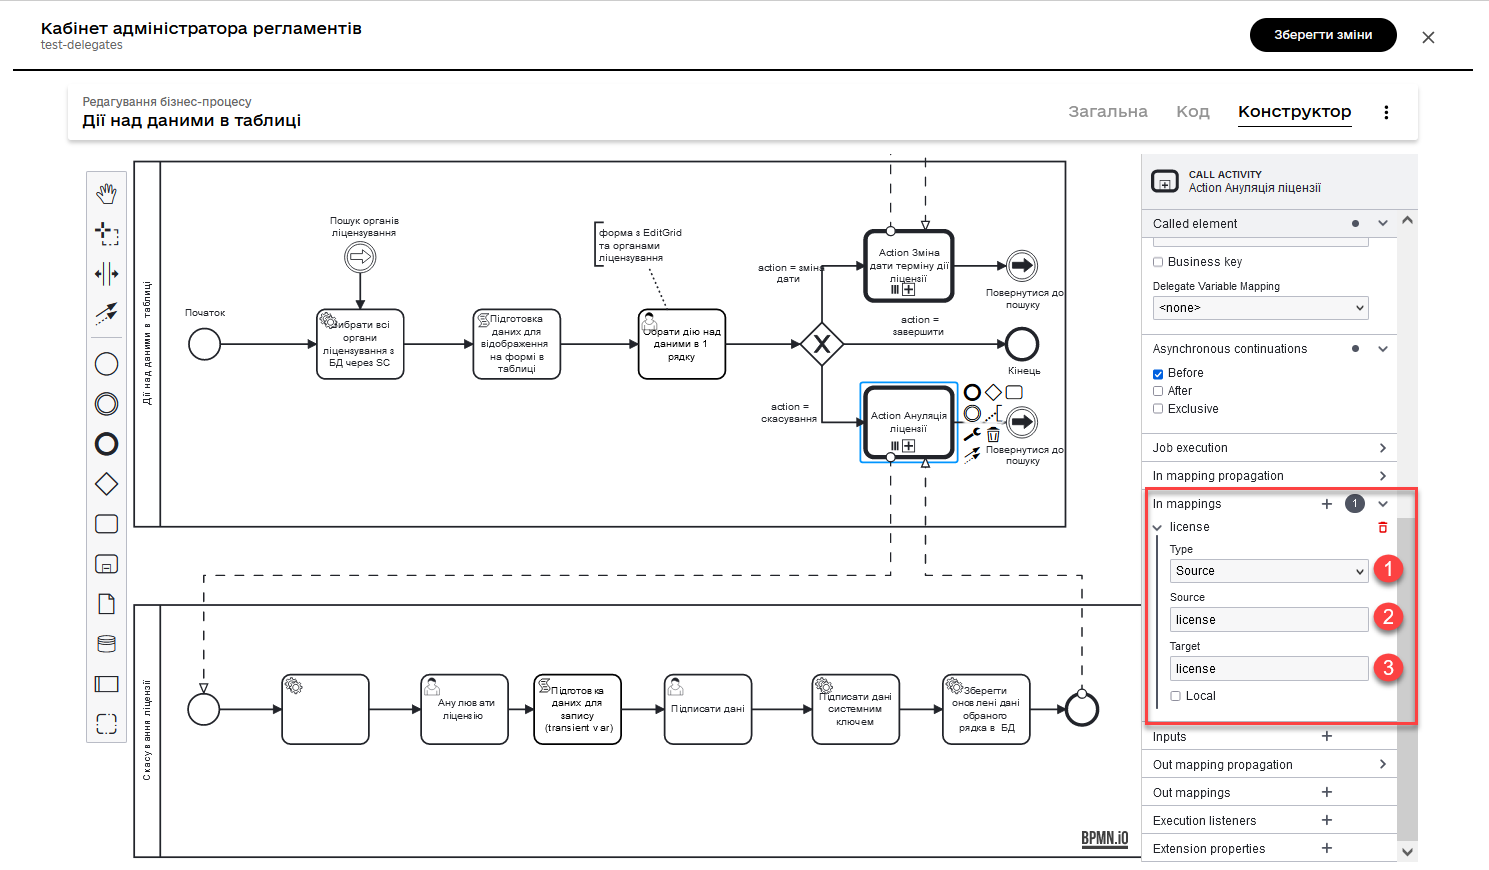 Кабінет адміністратора регламентів
test-delegates
Зберегти зміни
Редагування бізнес-процесу
Дії над даними в таблиці
Загальна
Код
Конструктор
Дії над даними в таблиці
Початок
Пошук органів
ліцензування
Вибрати всі
органи
ліцензування з
БД через SC
Підготовка
даних для
відображення
на формі в
таблиці
форма з EditGrid
та органами
ліцензування
Обрати дію над
даними в 1
рядку
action = зміна
дати
action =
завершити
action =
скасування
Action Зміна
дати терміну дії
ліцензії
Повернутися до
пошуку
Кінець
Action Ануляція
ліцензії
Повернутися до
пошуку
Скасування ліцензії
Анулювати
ліцензію
Підготовка
даних для
запису
(transient var)
Підписати дані
Підписати дані
системним
ключем
Зберегти
оновлені дані
обраного
рядка в БД
BPMN.iO
CALL ACTIVITY
Action Ануляція ліцензії
Called element
Business key
Delegate Variable Mapping
<none>
Asynchronous continuations
Before
After
Exclusive
Job execution
In mapping propagation
In mappings
1
license
Type
Source
1
Source
license
2
Target
license
3
Local
Inputs
Out mapping propagation
Out mappings
Execution listeners
Extension properties